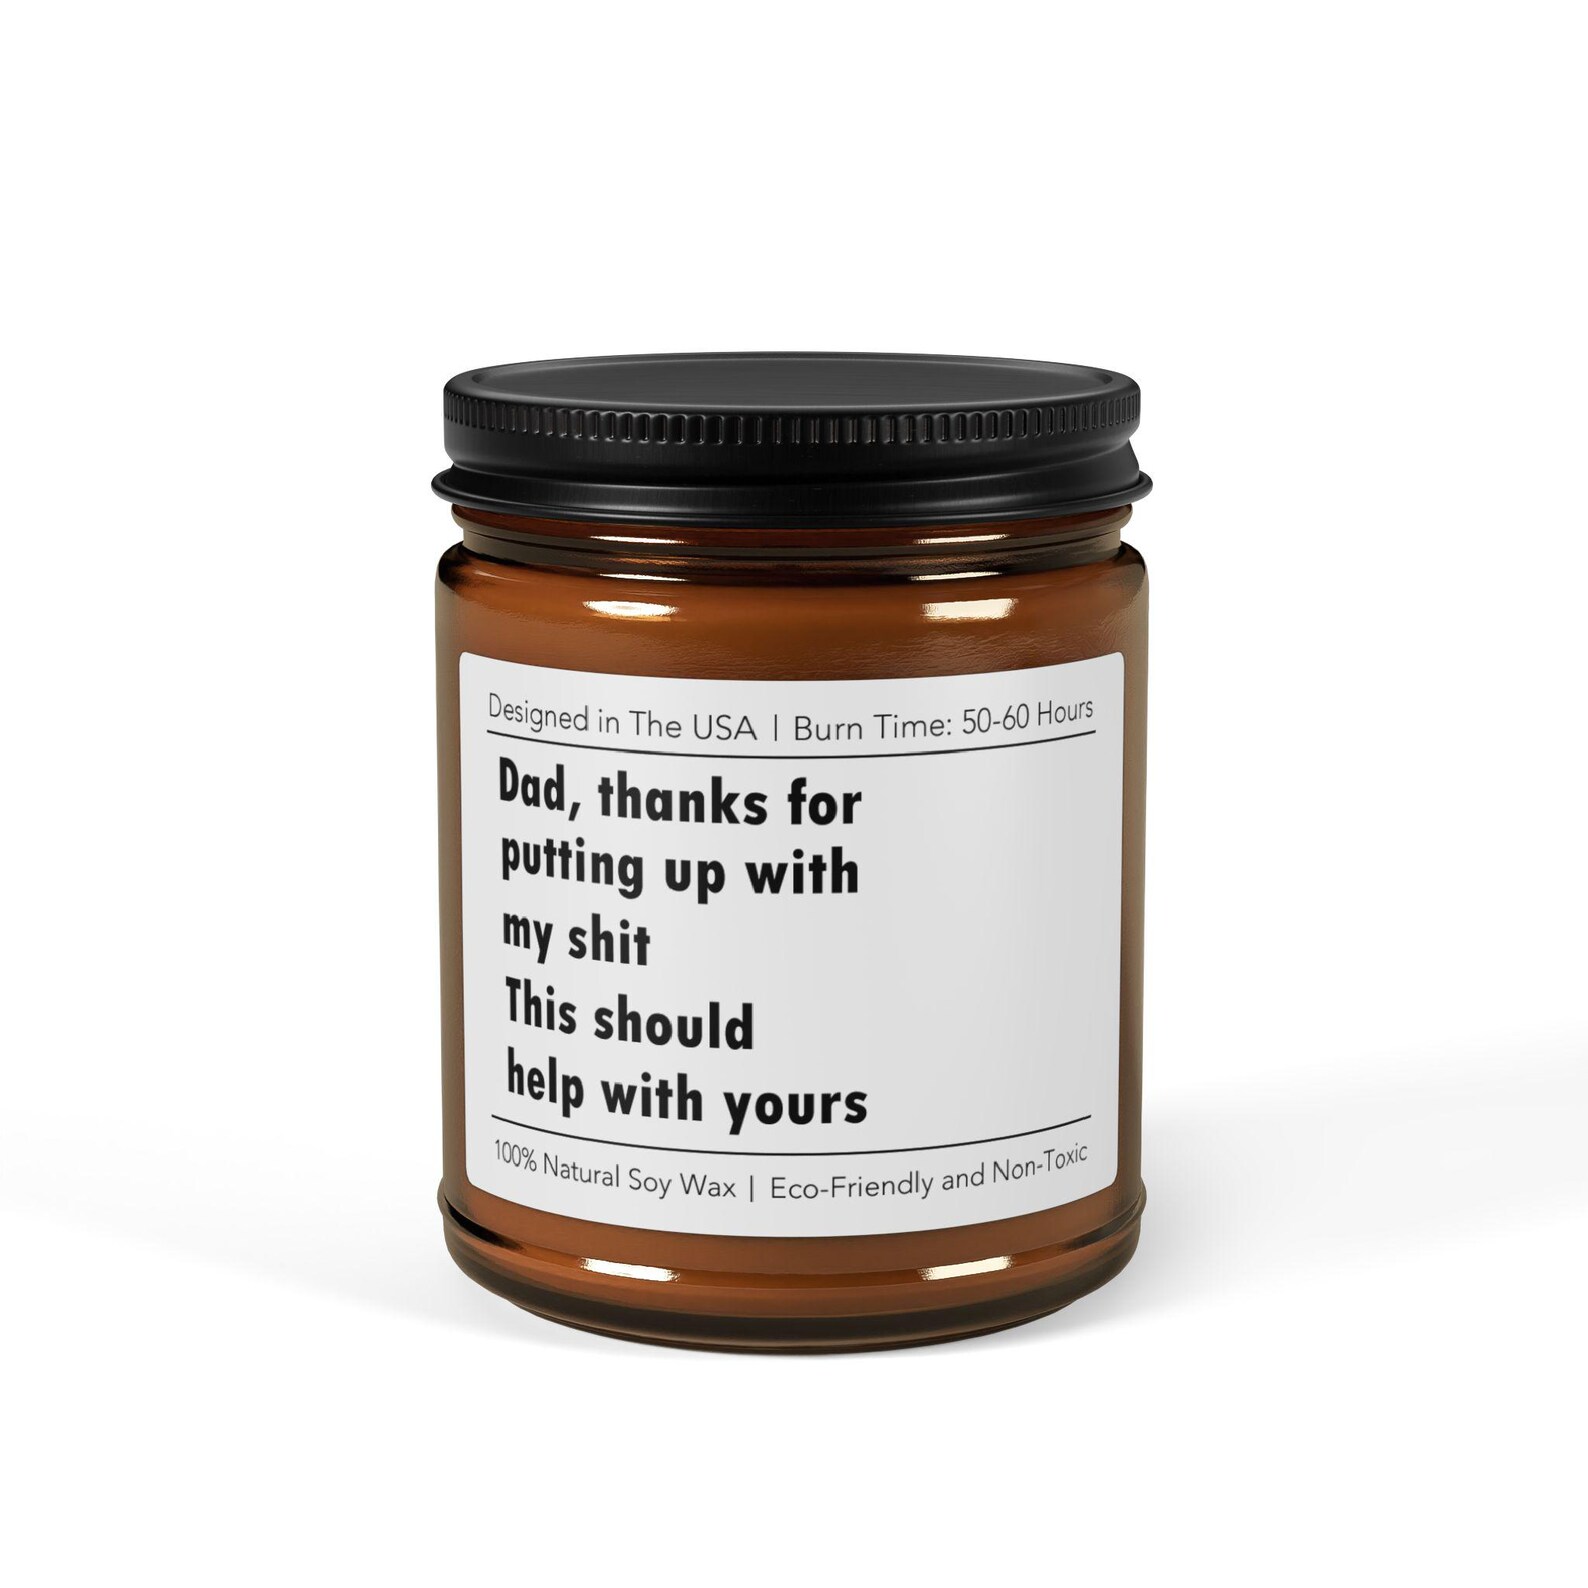 Designed in The USA | Burn Time: 50-60 Hours
Dad, thanks for
putting up with
my shit
This should
help with yours
100% Natural Soy Wax | Eco-Friendly and Non-Toxic